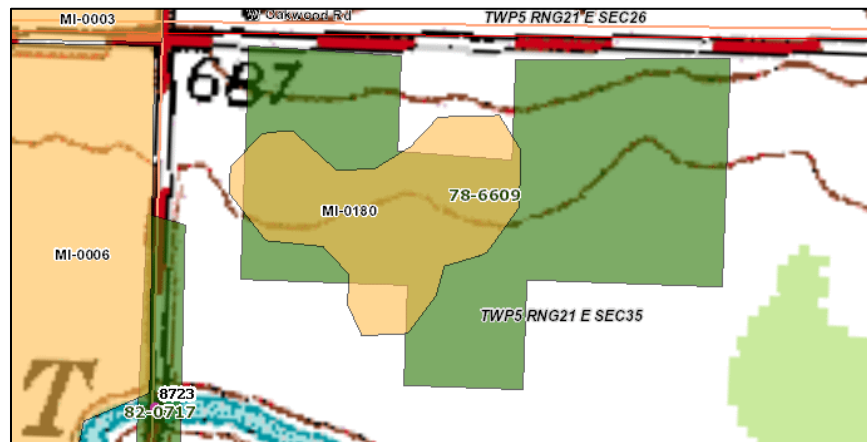 MI-0003
W Oakwood Rd
TWP5 RNG21 E SEC26
687
78-6609
MI-0180
MI-0006
TWP5 RNG21 E SEC35
T
8723
82-0717